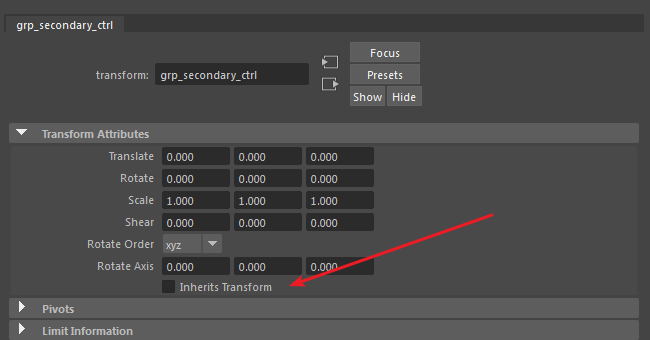 grp_secondary_ctrl
Focus
transform: grp_secondary_ctrl
Presets
Show Hide
Transform Attributes
Translate 0.000 0.000 0.000
Rotate 0.000 0.000 0.000
Scale 1.000 1.000 1.000
Shear 0.000 0.000 0.000
Rotate Order xyz
Rotate Axis 0.000 0.000 0.000
Inherits Transform
Pivots
Limit Information